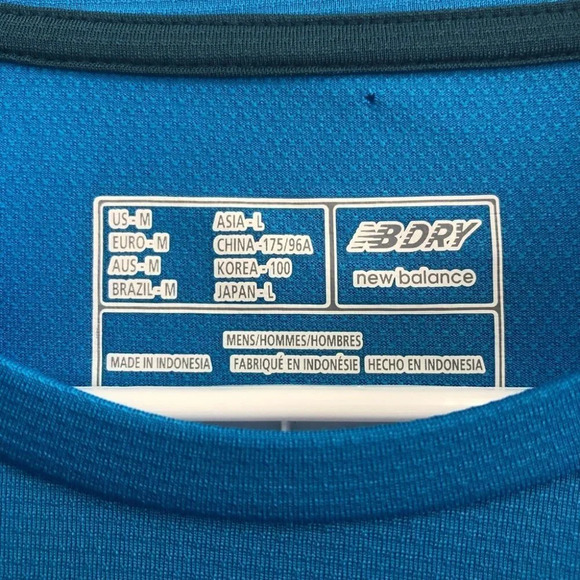 US-M ASIA-L
EURO-M CHINA-175/96A
AUS-M KOREA-100
BRAZIL-M JAPAN-L
NBDRY
new balance
MENS/HOMMES/HOMBRES
MADE IN INDONESIA FABRIQUÉ EN INDONÉSIE HECHO EN INDONESIA